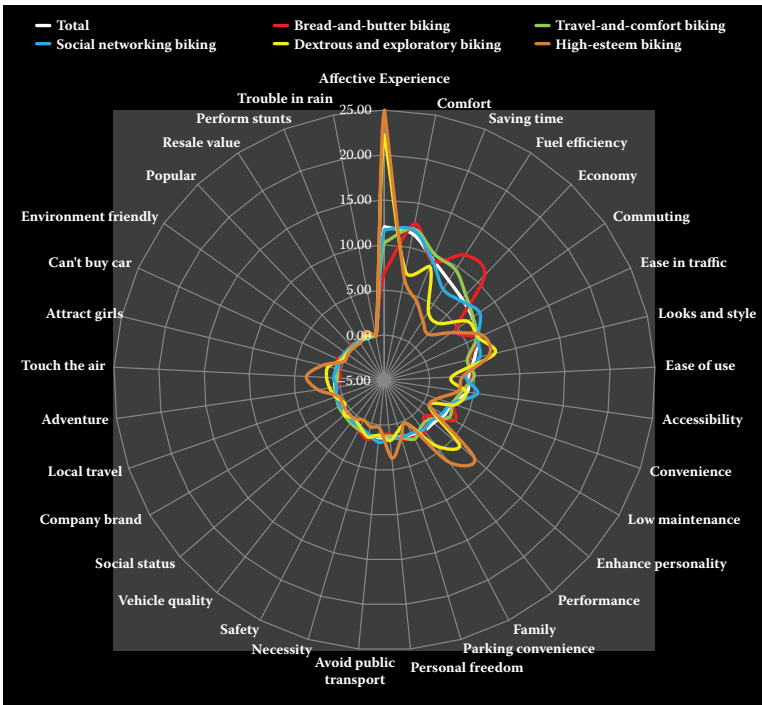 Total
Bread-and-butter biking
Travel-and-comfort biking
Social networking biking
Dextrous and exploratory biking
High-esteem biking
Affective Experience
Comfort
Saving time
Fuel efficiency
Economy
Commuting
Ease in traffic
Looks and style
Ease of use
Accessibility
Convenience
Low maintenance
Enhance personality
Performance
Family
Parking convenience
Personal freedom
Avoid public
transport
Necessity
Safety
Vehicle quality
Social status
Company brand
Local travel
Adventure
Touch the air
Attract girls
Can't buy car
Environment friendly
Popular
Resale value
Perform stunts
Trouble in rain
25.00
20.00
15.00
10.00
5.00
0.00
–5.00